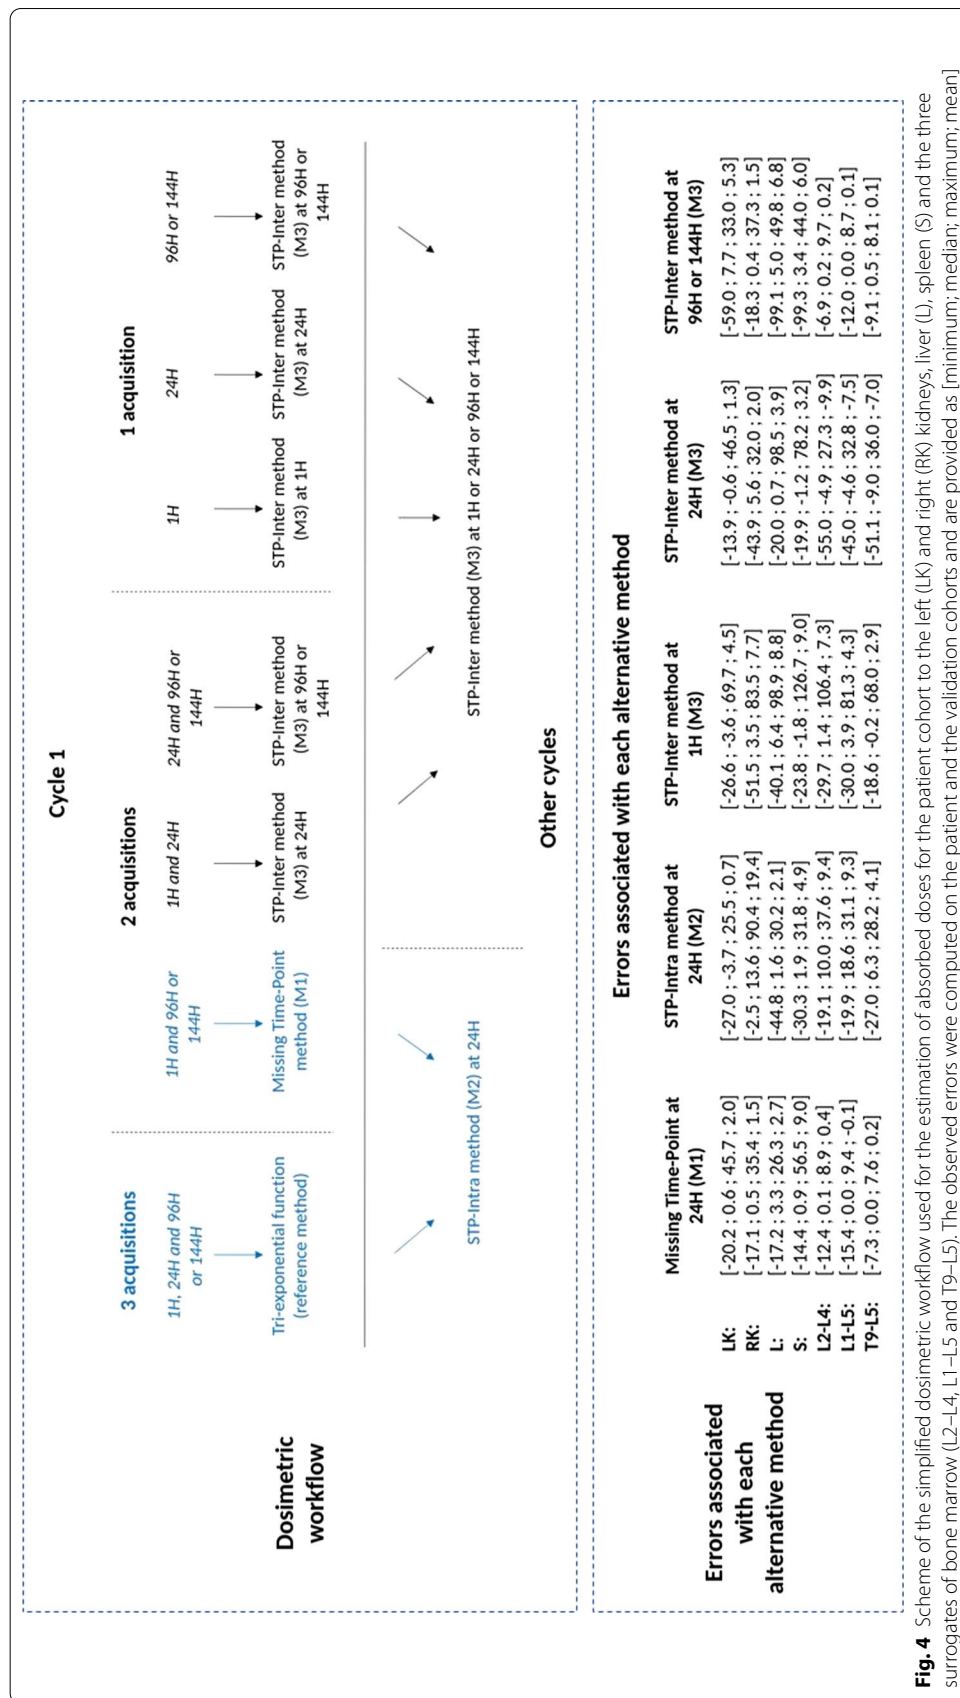 Cycle 1
3 acquisitions
2 acquisitions
1 acquisition
1H, 24H and 96H
or 144H
1H and 96H or
144H
1H and 24H
24H and 96H or
144H
1H
24H
96H or 144H
Dosimetric
workflow
Tri-exponential function
(reference method)
Missing Time-Point
method (M1)
STP-Inter method
(M3) at 24H
STP-Inter method
(M3) at 96H or
144H
STP-Inter method
(M3) at 1H
STP-Inter method
(M3) at 24H
STP-Inter method
(M3) at 96H or
144H
STP-Intra method (M2) at 24H
STP-Inter method (M3) at 1H or 24H or 96H or 144H
Other cycles
Errors associated with each alternative method
Errors associated
with each
alternative method
Missing Time-Point at
24H (M1)
STP-Intra method at
24H (M2)
STP-Inter method at
1H (M3)
STP-Inter method at
24H (M3)
STP-Inter method at
96H or 144H (M3)
LK: [-20.2 ; 0.6 ; 45.7 ; 2.0] [-27.0 ; -3.7 ; 25.5 ; 0.7] [-26.6 ; -3.6 ; 69.7 ; 4.5] [-13.9 ; -0.6 ; 46.5 ; 1.3] [-59.0 ; 7.7 ; 33.0 ; 5.3]
RK: [-17.1 ; 0.5 ; 35.4 ; 1.5] [-2.5 ; 13.6 ; 90.4 ; 19.4] [-51.5 ; 3.5 ; 83.5 ; 7.7] [-43.9 ; 5.6 ; 32.0 ; 2.0] [-18.3 ; 0.4 ; 37.3 ; 1.5]
L: [-17.2 ; 3.3 ; 26.3 ; 2.7] [-44.8 ; 1.6 ; 30.2 ; 2.1] [-40.1 ; 6.4 ; 98.9 ; 8.8] [-20.0 ; 0.7 ; 98.5 ; 3.9] [-99.1 ; 5.0 ; 49.8 ; 6.8]
S: [-14.4 ; 0.9 ; 56.5 ; 9.0] [-30.3 ; 1.9 ; 31.8 ; 4.9] [-23.8 ; -1.8 ; 126.7 ; 9.0] [-19.9 ; -1.2 ; 78.2 ; 3.2] [-99.3 ; 3.4 ; 44.0 ; 6.0]
L2-L4: [-12.4 ; 0.1 ; 8.9 ; 0.4] [-19.1 ; 10.0 ; 37.6 ; 9.4] [-29.7 ; 1.4 ; 106.4 ; 7.3] [-55.0 ; -4.9 ; 27.3 ; -9.9] [-6.9 ; 0.2 ; 9.7 ; 0.2]
L1-L5: [-15.4 ; 0.0 ; 9.4 ; -0.1] [-19.9 ; 18.6 ; 31.1 ; 9.3] [-30.0 ; 3.9 ; 81.3 ; 4.3] [-45.0 ; -4.6 ; 32.8 ; -7.5] [-12.0 ; 0.0 ; 8.7 ; 0.1]
T9-L5: [-7.3 ; 0.0 ; 7.6 ; 0.2] [-27.0 ; 6.3 ; 28.2 ; 4.1] [-18.6 ; -0.2 ; 68.0 ; 2.9] [-51.1 ; -9.0 ; 36.0 ; -7.0] [-9.1 ; 0.5 ; 8.1 ; 0.1]
Fig. 4 Scheme of the simplified dosimetric workflow used for the estimation of absorbed doses for the patient cohort to the left (LK) and right (RK) kidneys, liver (L), spleen (S) and the three
surrogates of bone marrow (L2–L4, L1–L5 and T9–L5). The observed errors were computed on the patient and the validation cohorts and are provided as [minimum; median; maximum; mean]